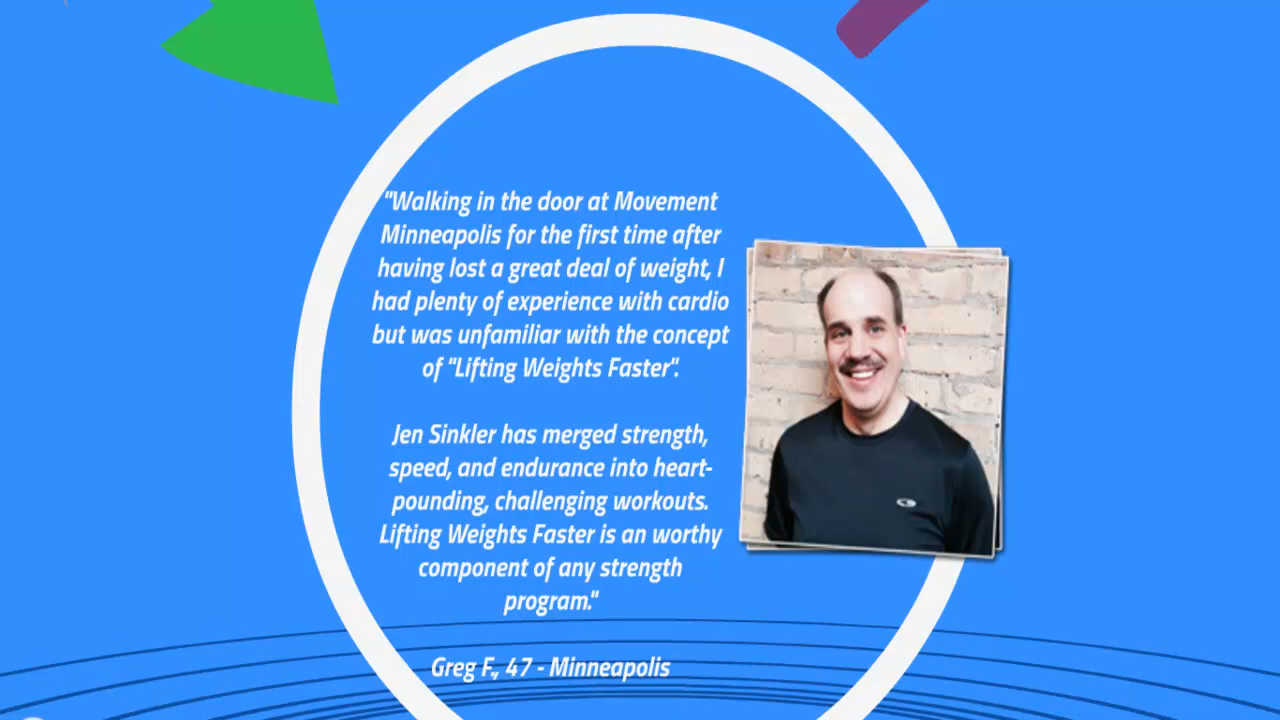 "Walking in the door at Movement
Minneapolis for the first time after
having lost a great deal of weight, I
had plenty of experience with cardio
but was unfamiliar with the concept
of "Lifting Weights Faster".
Jen Sinkler has merged strength,
speed, and endurance into heart-
pounding, challenging workouts.
Lifting Weights Faster is an worthy
component of any strength
program."
Greg F., 47 - Minneapolis